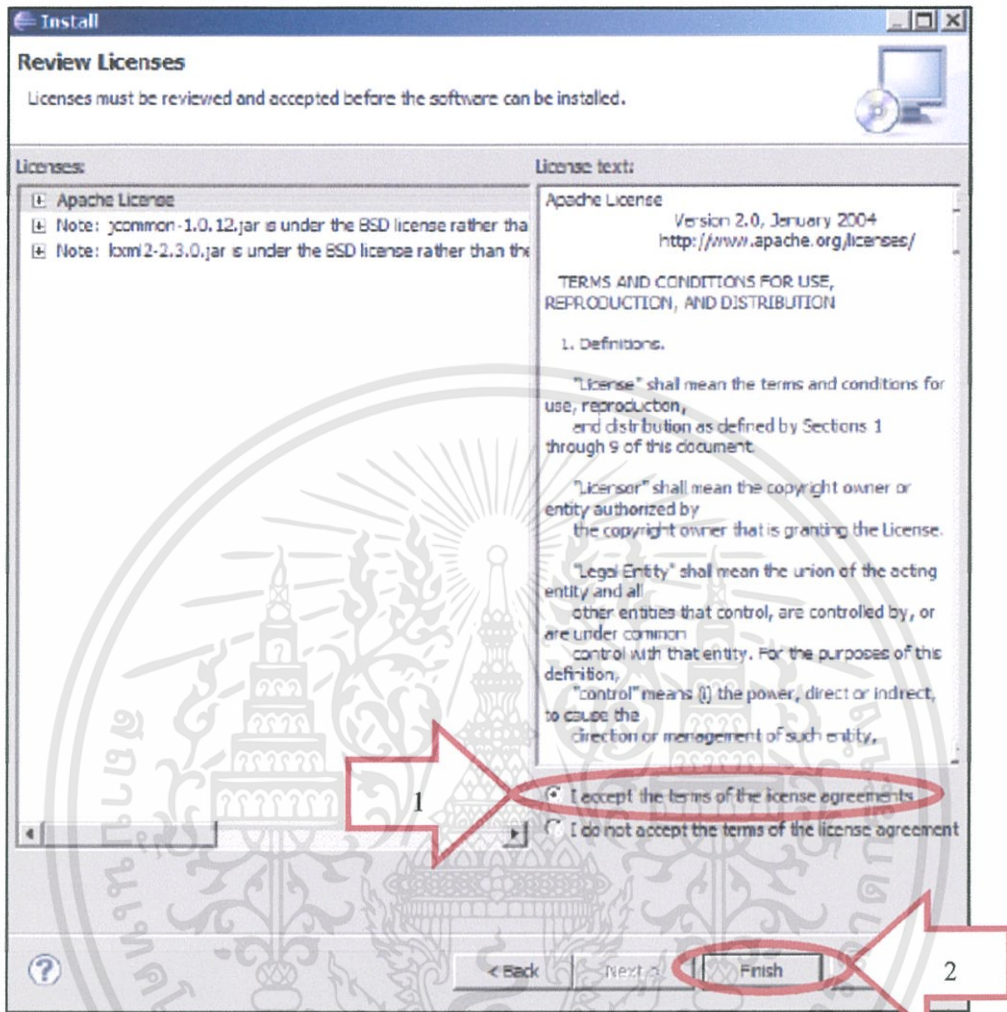 Install
Review Licenses
Licenses must be reviewed and accepted before the software can be installed.
Licenses:
Apache License
Note: jcommon-1.0.12.jar is under the BSD license rather tha
Note: kxml2-2.3.0.jar is under the BSD license rather than the
License text:
Apache License
Version 2.0, January 2004
http://www.apache.org/licenses/
TERMS AND CONDITIONS FOR USE,
REPRODUCTION, AND DISTRIBUTION
1. Definitions.
"License" shall mean the terms and conditions for
use, reproduction,
and distribution as defined by Sections 1
through 9 of this document.
"Licensor" shall mean the copyright owner or
entity authorized by
the copyright owner that is granting the License.
"Legal Entity" shall mean the union of the acting
entity and all
other entities that control, are controlled by, or
are under common
control with that entity. For the purposes of this
definition,
"control" means (i) the power, direct or indirect,
to cause the
direction or management of such entity,
1
I accept the terms of the license agreements
I do not accept the terms of the license agreement
?
< Back
Next >
Finish
2